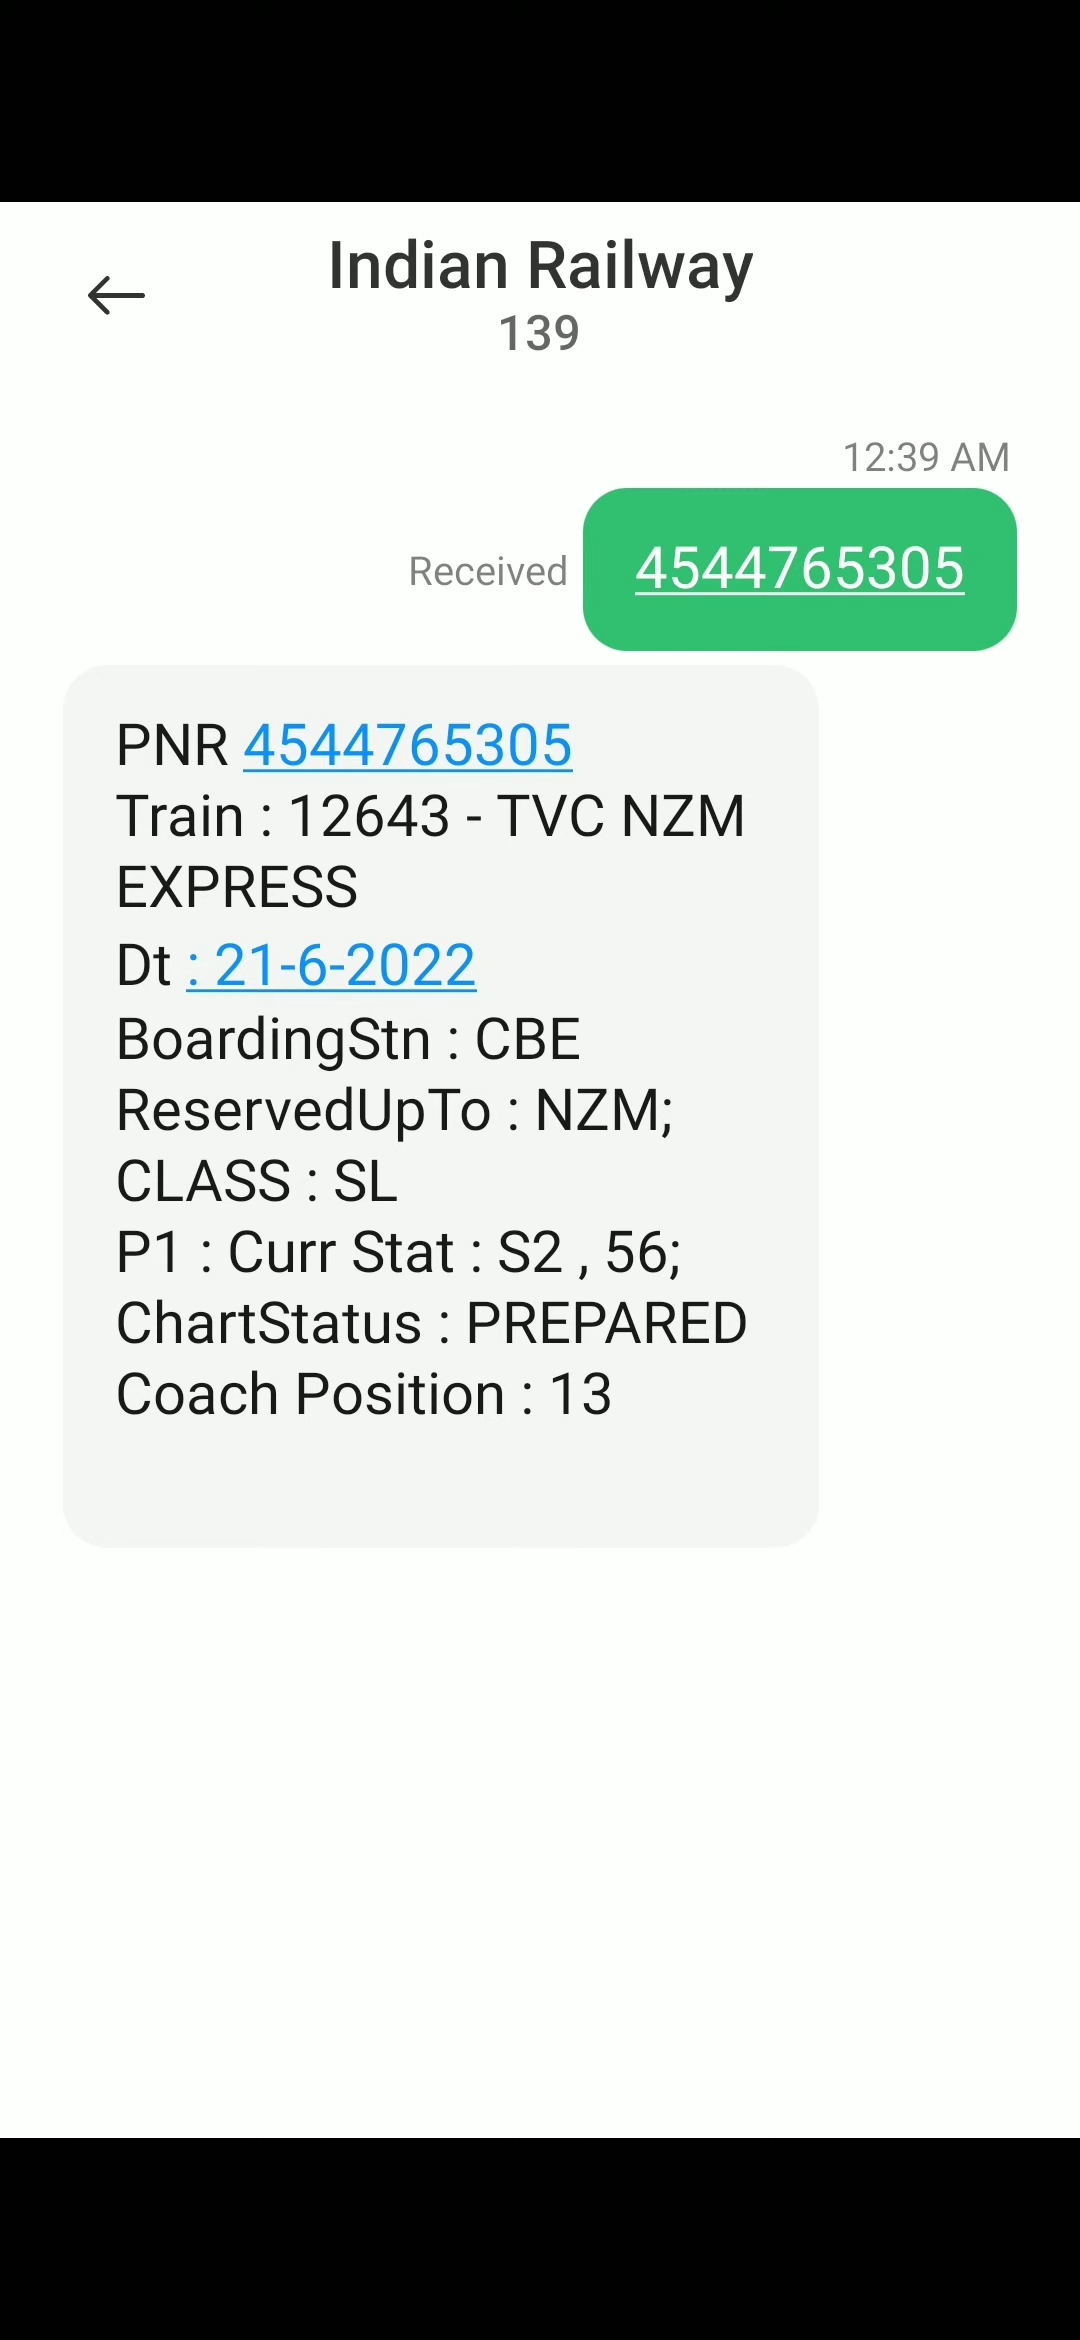 Indian Railway
139
12:39 AM
Received 4544765305
PNR 4544765305
Train : 12643 - TVC NZM
EXPRESS
Dt : 21-6-2022
BoardingStn : CBE
ReservedUpTo : NZM;
CLASS : SL
P1 : Curr Stat : S2 , 56;
ChartStatus : PREPARED
Coach Position : 13